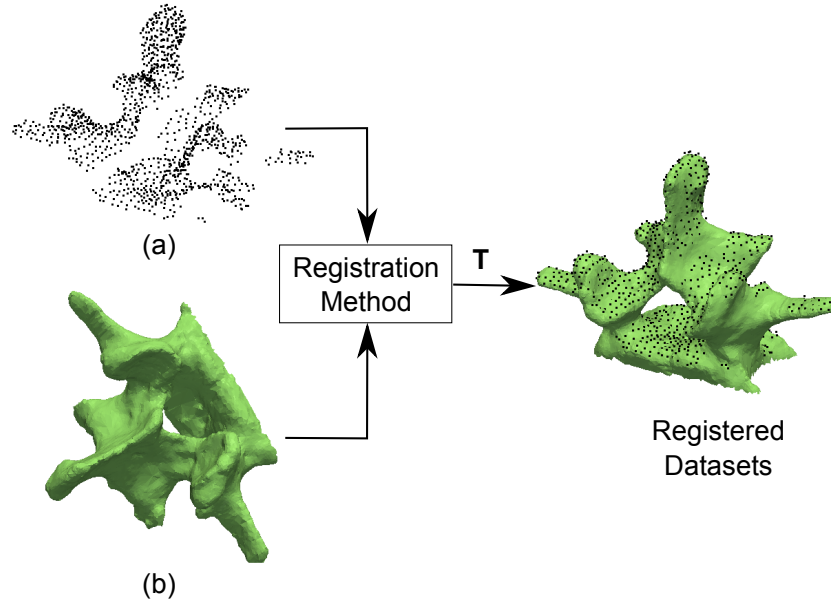 (a)
Registration
Method
T
Registered
Datasets
(b)